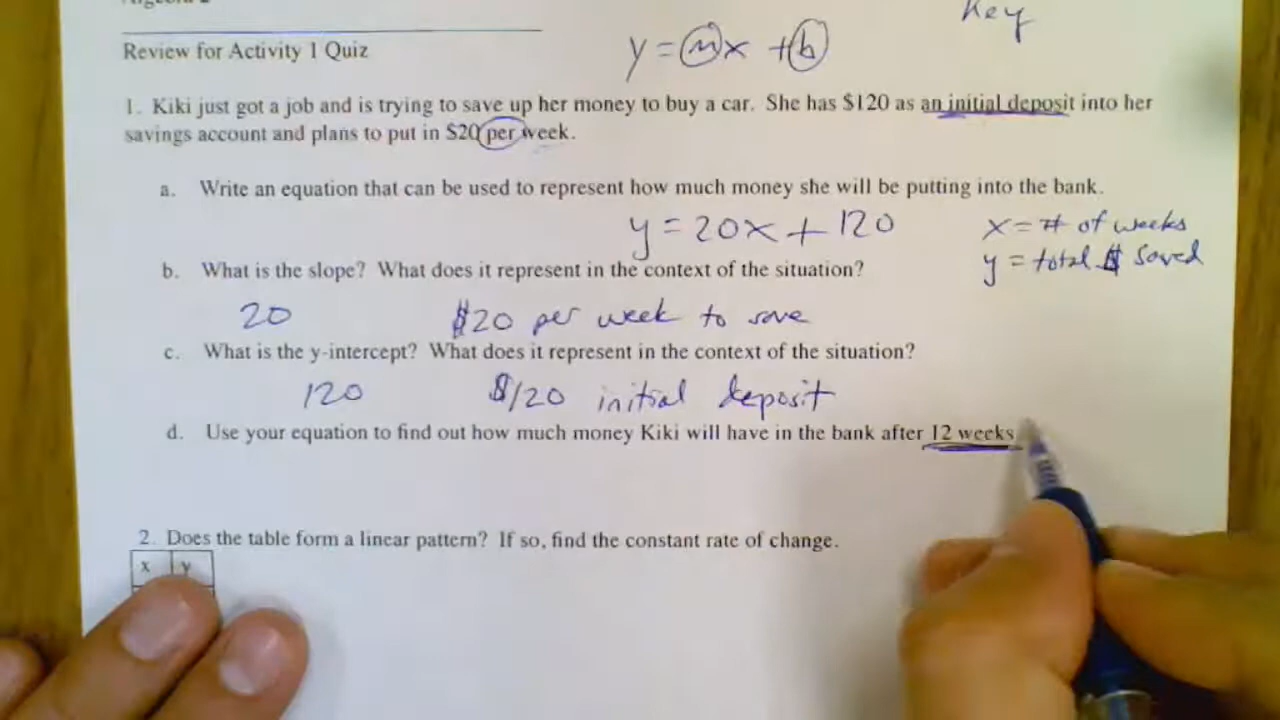 Key
Review for Activity 1 Quiz
y = mx + b
1. Kiki just got a job and is trying to save up her money to buy a car. She has $120 as an initial deposit into her
savings account and plans to put in $20 per week.
a. Write an equation that can be used to represent how much money she will be putting into the bank.
y = 20x + 120
x = # of weeks
y = total $ saved
b. What is the slope? What does it represent in the context of the situation?
20 $20 per week to save
c. What is the y-intercept? What does it represent in the context of the situation?
120 $120 initial deposit
d. Use your equation to find out how much money Kiki will have in the bank after 12 weeks
2. Does the table form a linear pattern? If so, find the constant rate of change.
x y